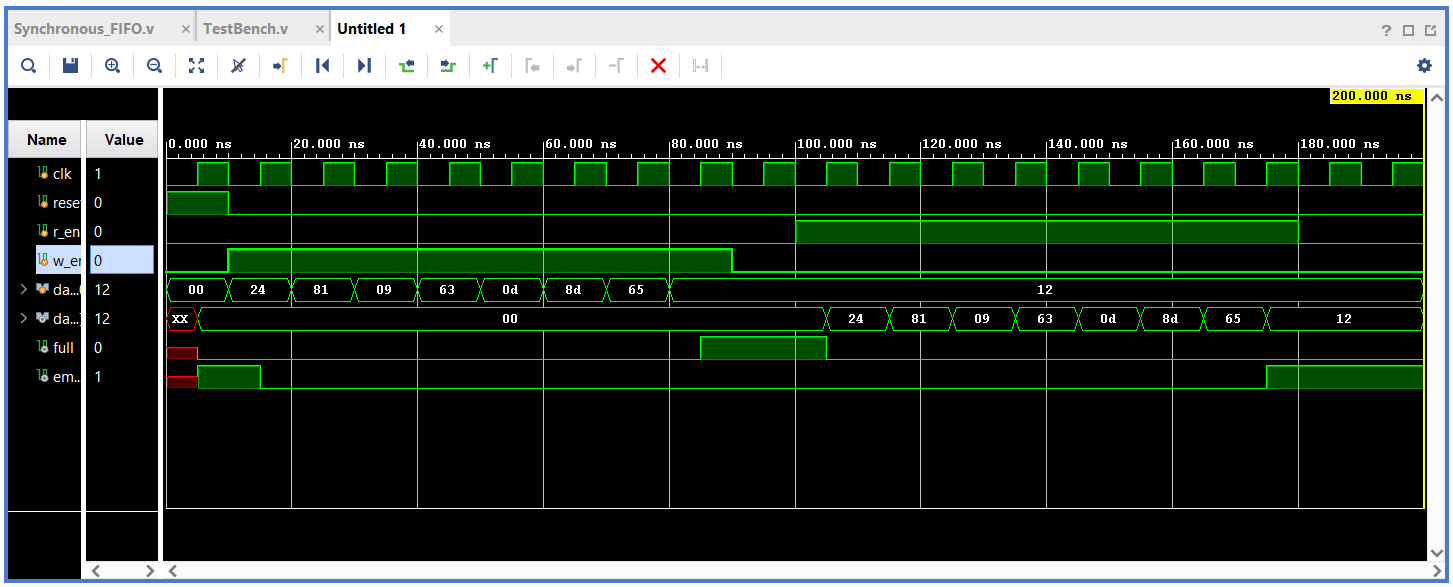 Synchronous_FIFO.v × TestBench.v × Untitled 1 ×
?
200.000 ns
Name Value
0.000 ns 20.000 ns 40.000 ns 60.000 ns 80.000 ns 100.000 ns 120.000 ns 140.000 ns 160.000 ns 180.000 ns
clk 1
rese 0
r_en 0
w_er 0
da... 12 00 24 81 09 63 0d 8d 65 12
da... 12 XX 00 24 81 09 63 0d 8d 65 12
full 0
em.. 1